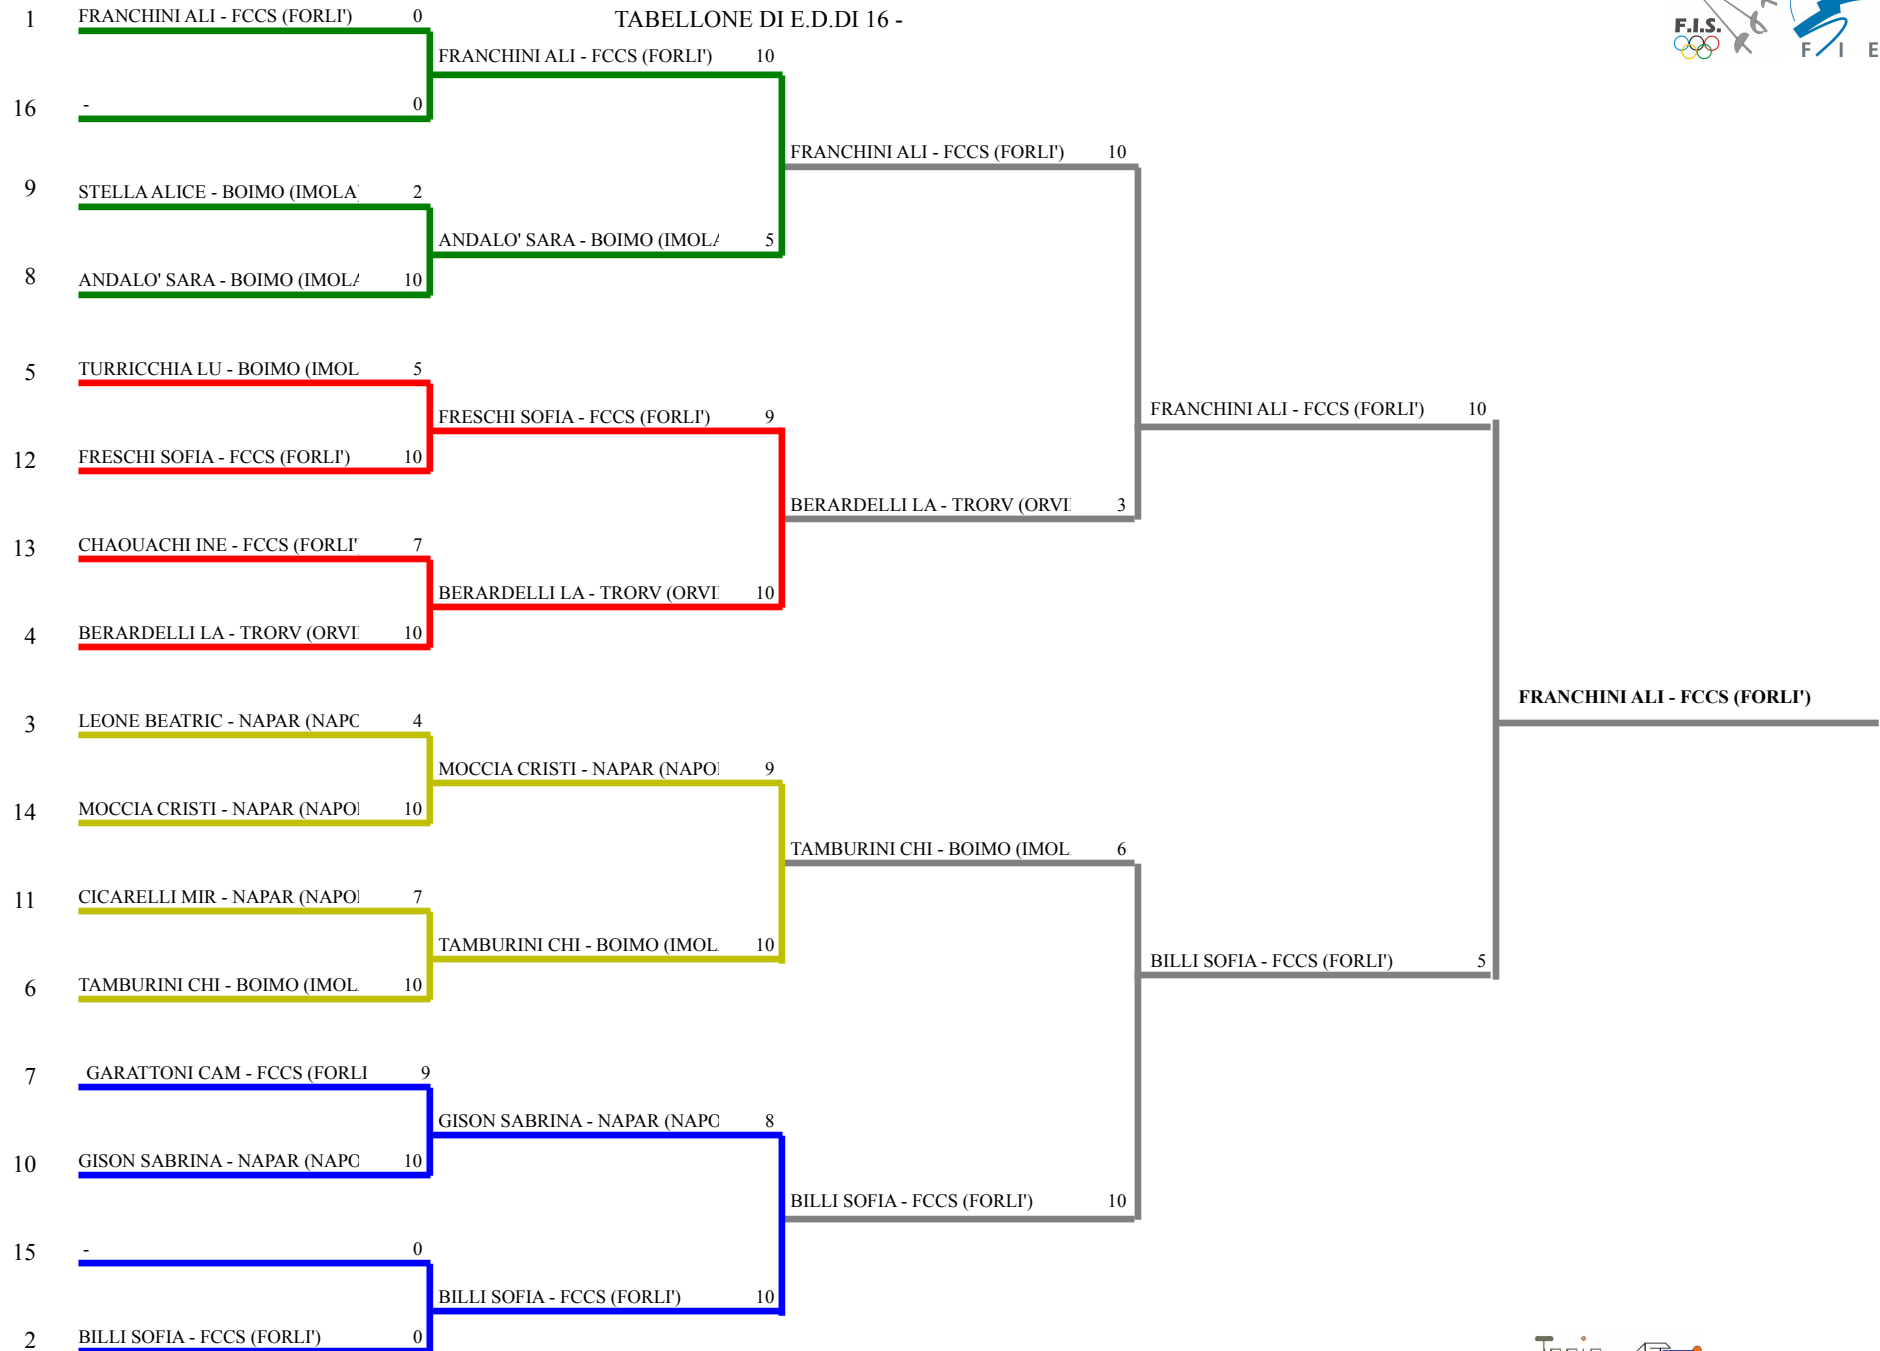 TABELLONE DI E.D.DI 16 -
F.I.S.
F I E
1 FRANCHINI ALI - FCCS (FORLI') 0
FRANCHINI ALI - FCCS (FORLI') 10
16 - 0
FRANCHINI ALI - FCCS (FORLI') 10
9 STELLA ALICE - BOIMO (IMOLA) 2
ANDALO' SARA - BOIMO (IMOLA 5
8 ANDALO' SARA - BOIMO (IMOLA 10
5 TURRICCHIA LU - BOIMO (IMOL 5
FRANCHINI ALI - FCCS (FORLI') 10
FRESCHI SOFIA - FCCS (FORLI') 9
12 FRESCHI SOFIA - FCCS (FORLI') 10
BERARDELLI LA - TRORV (ORVI 3
13 CHAOUACHI INE - FCCS (FORLI' 7
BERARDELLI LA - TRORV (ORVI 10
4 BERARDELLI LA - TRORV (ORVI 10
FRANCHINI ALI - FCCS (FORLI')
3 LEONE BEATRIC - NAPAR (NAPO 4
MOCCIA CRISTI - NAPAR (NAPO 9
14 MOCCIA CRISTI - NAPAR (NAPO 10
TAMBURINI CHI - BOIMO (IMOL 6
11 CICARELLI MIR - NAPAR (NAPO 7
TAMBURINI CHI - BOIMO (IMOL 10
BILLI SOFIA - FCCS (FORLI') 5
6 TAMBURINI CHI - BOIMO (IMOL 10
7 GARATTONI CAM - FCCS (FORLI 9
GISON SABRINA - NAPAR (NAPO 8
10 GISON SABRINA - NAPAR (NAPO 10
BILLI SOFIA - FCCS (FORLI') 10
15 - 0
BILLI SOFIA - FCCS (FORLI') 10
2 BILLI SOFIA - FCCS (FORLI') 0